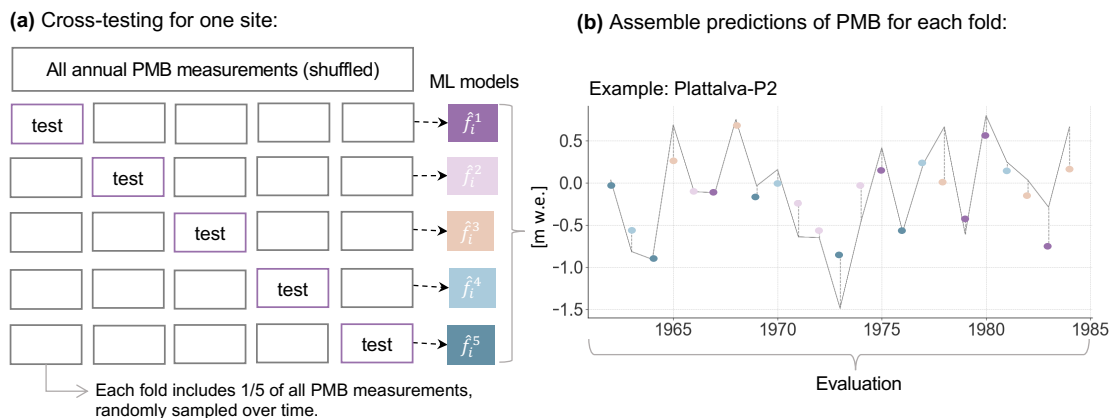 (a) Cross-testing for one site:
All annual PMB measurements (shuffled)
ML models
test
f̂ᵢ¹
test
f̂ᵢ²
test
f̂ᵢ³
test
f̂ᵢ⁴
test
f̂ᵢ⁵
Each fold includes 1/5 of all PMB measurements,
randomly sampled over time.
(b) Assemble predictions of PMB for each fold:
Example: Plattalva-P2
[m w.e.]
0.5
0.0
−0.5
−1.0
−1.5
1965 1970 1975 1980 1985
Evaluation